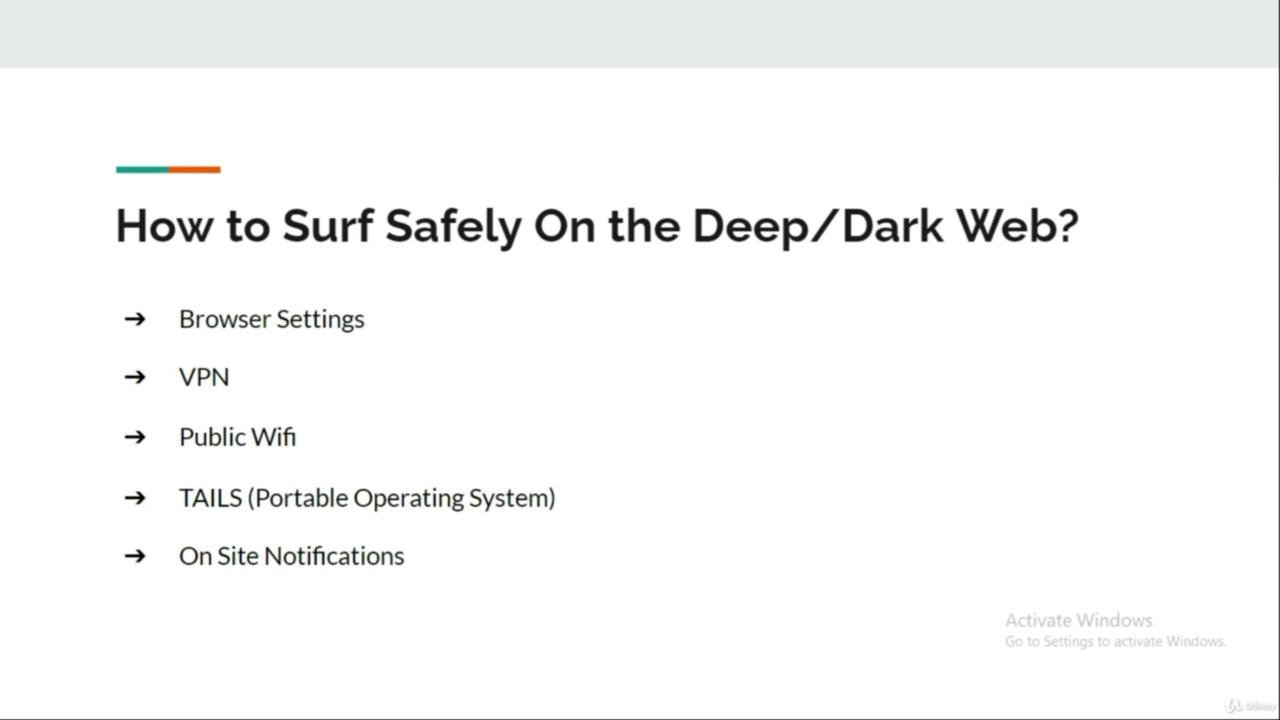 How to Surf Safely On the Deep/Dark Web?
➔ Browser Settings
➔ VPN
➔ Public Wifi
➔ TAILS (Portable Operating System)
➔ On Site Notifications
Activate Windows
Go to Settings to activate Windows.
Udemy